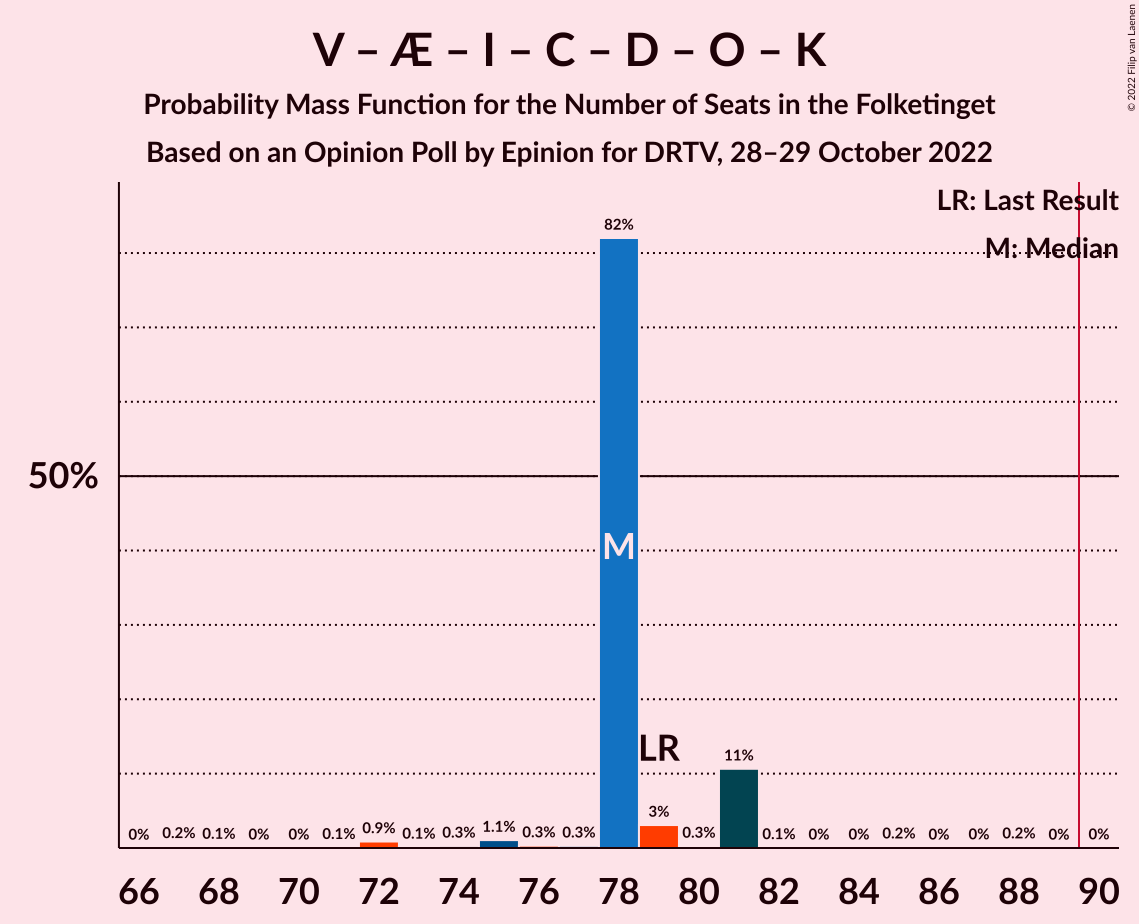 V – Æ – I – C – D – O – K
Probability Mass Function for the Number of Seats in the Folketinget
Based on an Opinion Poll by Epinion for DRTV, 28–29 October 2022
© 2022 Filip van Laenen
LR: Last Result
M: Median
82%
50%
M
LR
11%
3%
0% 0.2% 0.1% 0% 0% 0.1% 0.9% 0.1% 0.3% 1.1% 0.3% 0.3% 0.3% 0.1% 0% 0% 0.2% 0% 0% 0.2% 0% 0%
66 68 70 72 74 76 78 80 82 84 86 88 90